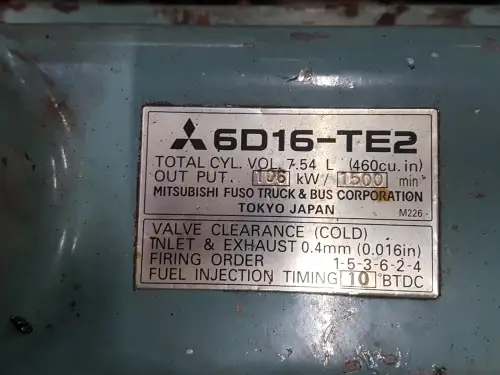 6D16-TE2
TOTAL CYL. VOL. 7.54 L (460cu. in)
OUT PUT. 106 kW/ 1500 min⁻¹
MITSUBISHI FUSO TRUCK & BUS CORPORATION
TOKYO JAPAN M226
VALVE CLEARANCE (COLD)
INLET & EXHAUST 0.4mm (0.016in)
FIRING ORDER 1-5-3-6-2-4
FUEL INJECTION TIMING 10 °BTDC